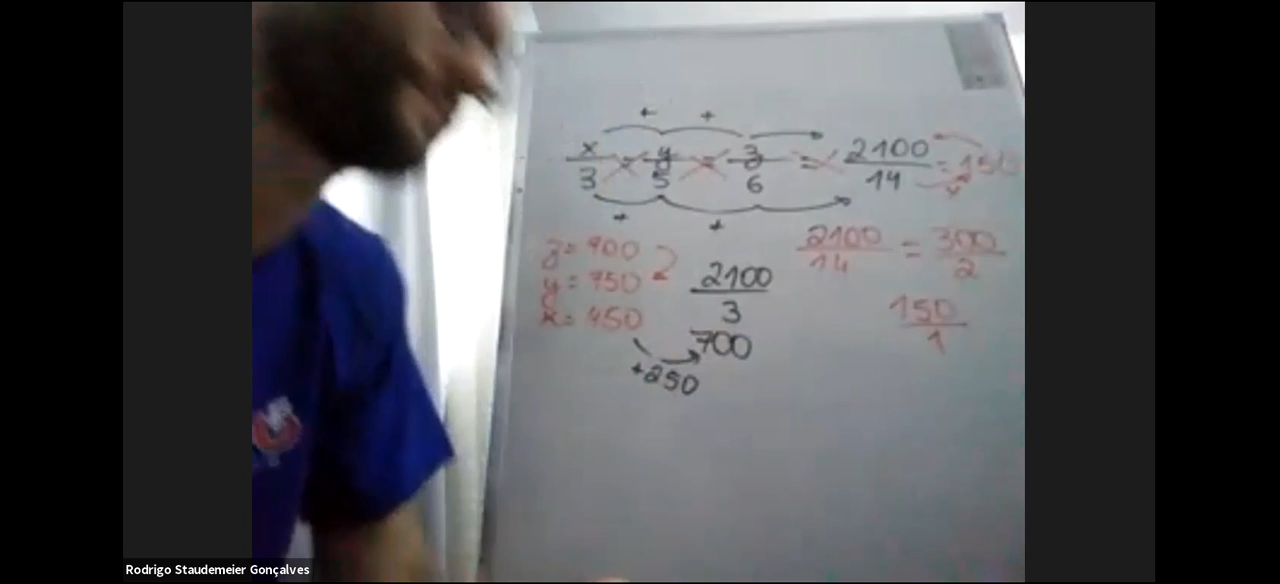 + +
x/3 = y/5 = z/6 = 2100/14 = 150
+ +
z = 900
y = 750
x = 450
2100/3
700
+250
2100/14 = 300/2
150/1
Rodrigo Staudemeier Gonçalves